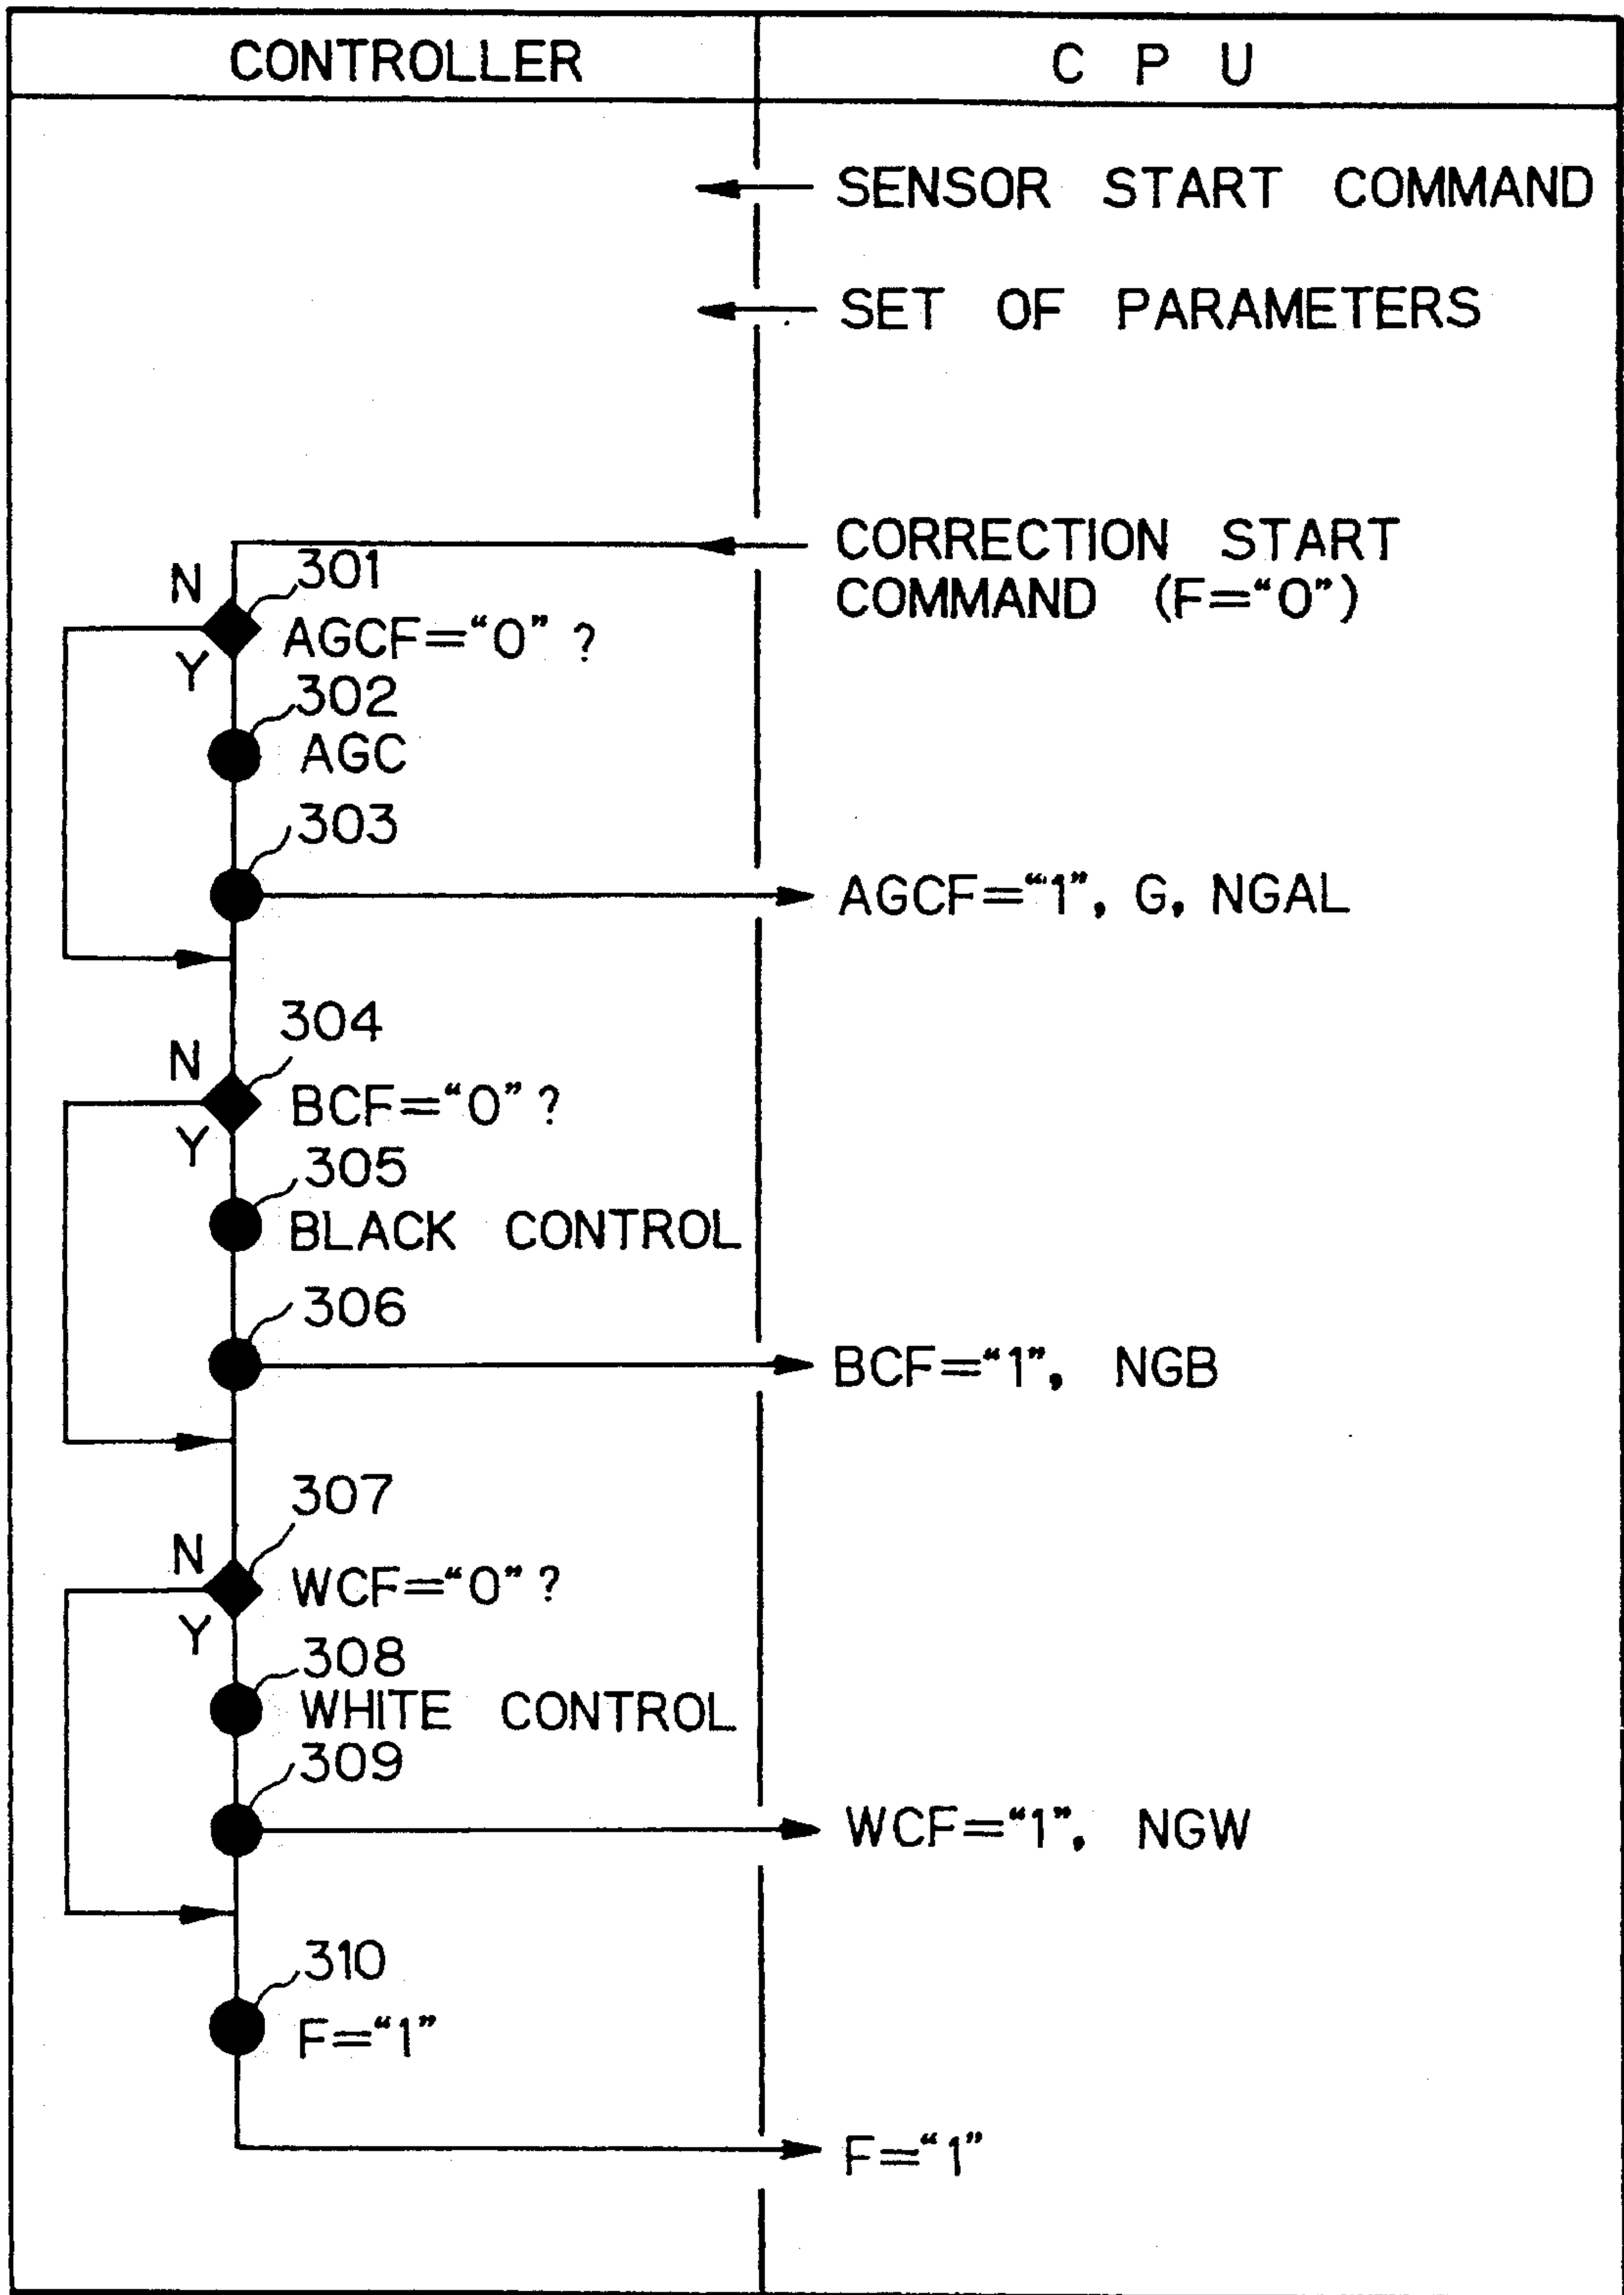 CONTROLLER
C P U
SENSOR START COMMAND
SET OF PARAMETERS
CORRECTION START
COMMAND (F=“0”)
N
301
AGCF=“0” ?
Y
302
AGC
303
AGCF=“1”, G, NGAL
304
N
BCF=“0” ?
Y
305
BLACK CONTROL
306
BCF=“1”, NGB
307
N
WCF=“0” ?
Y
308
WHITE CONTROL
309
WCF=“1”, NGW
310
F=“1”
F=“1”